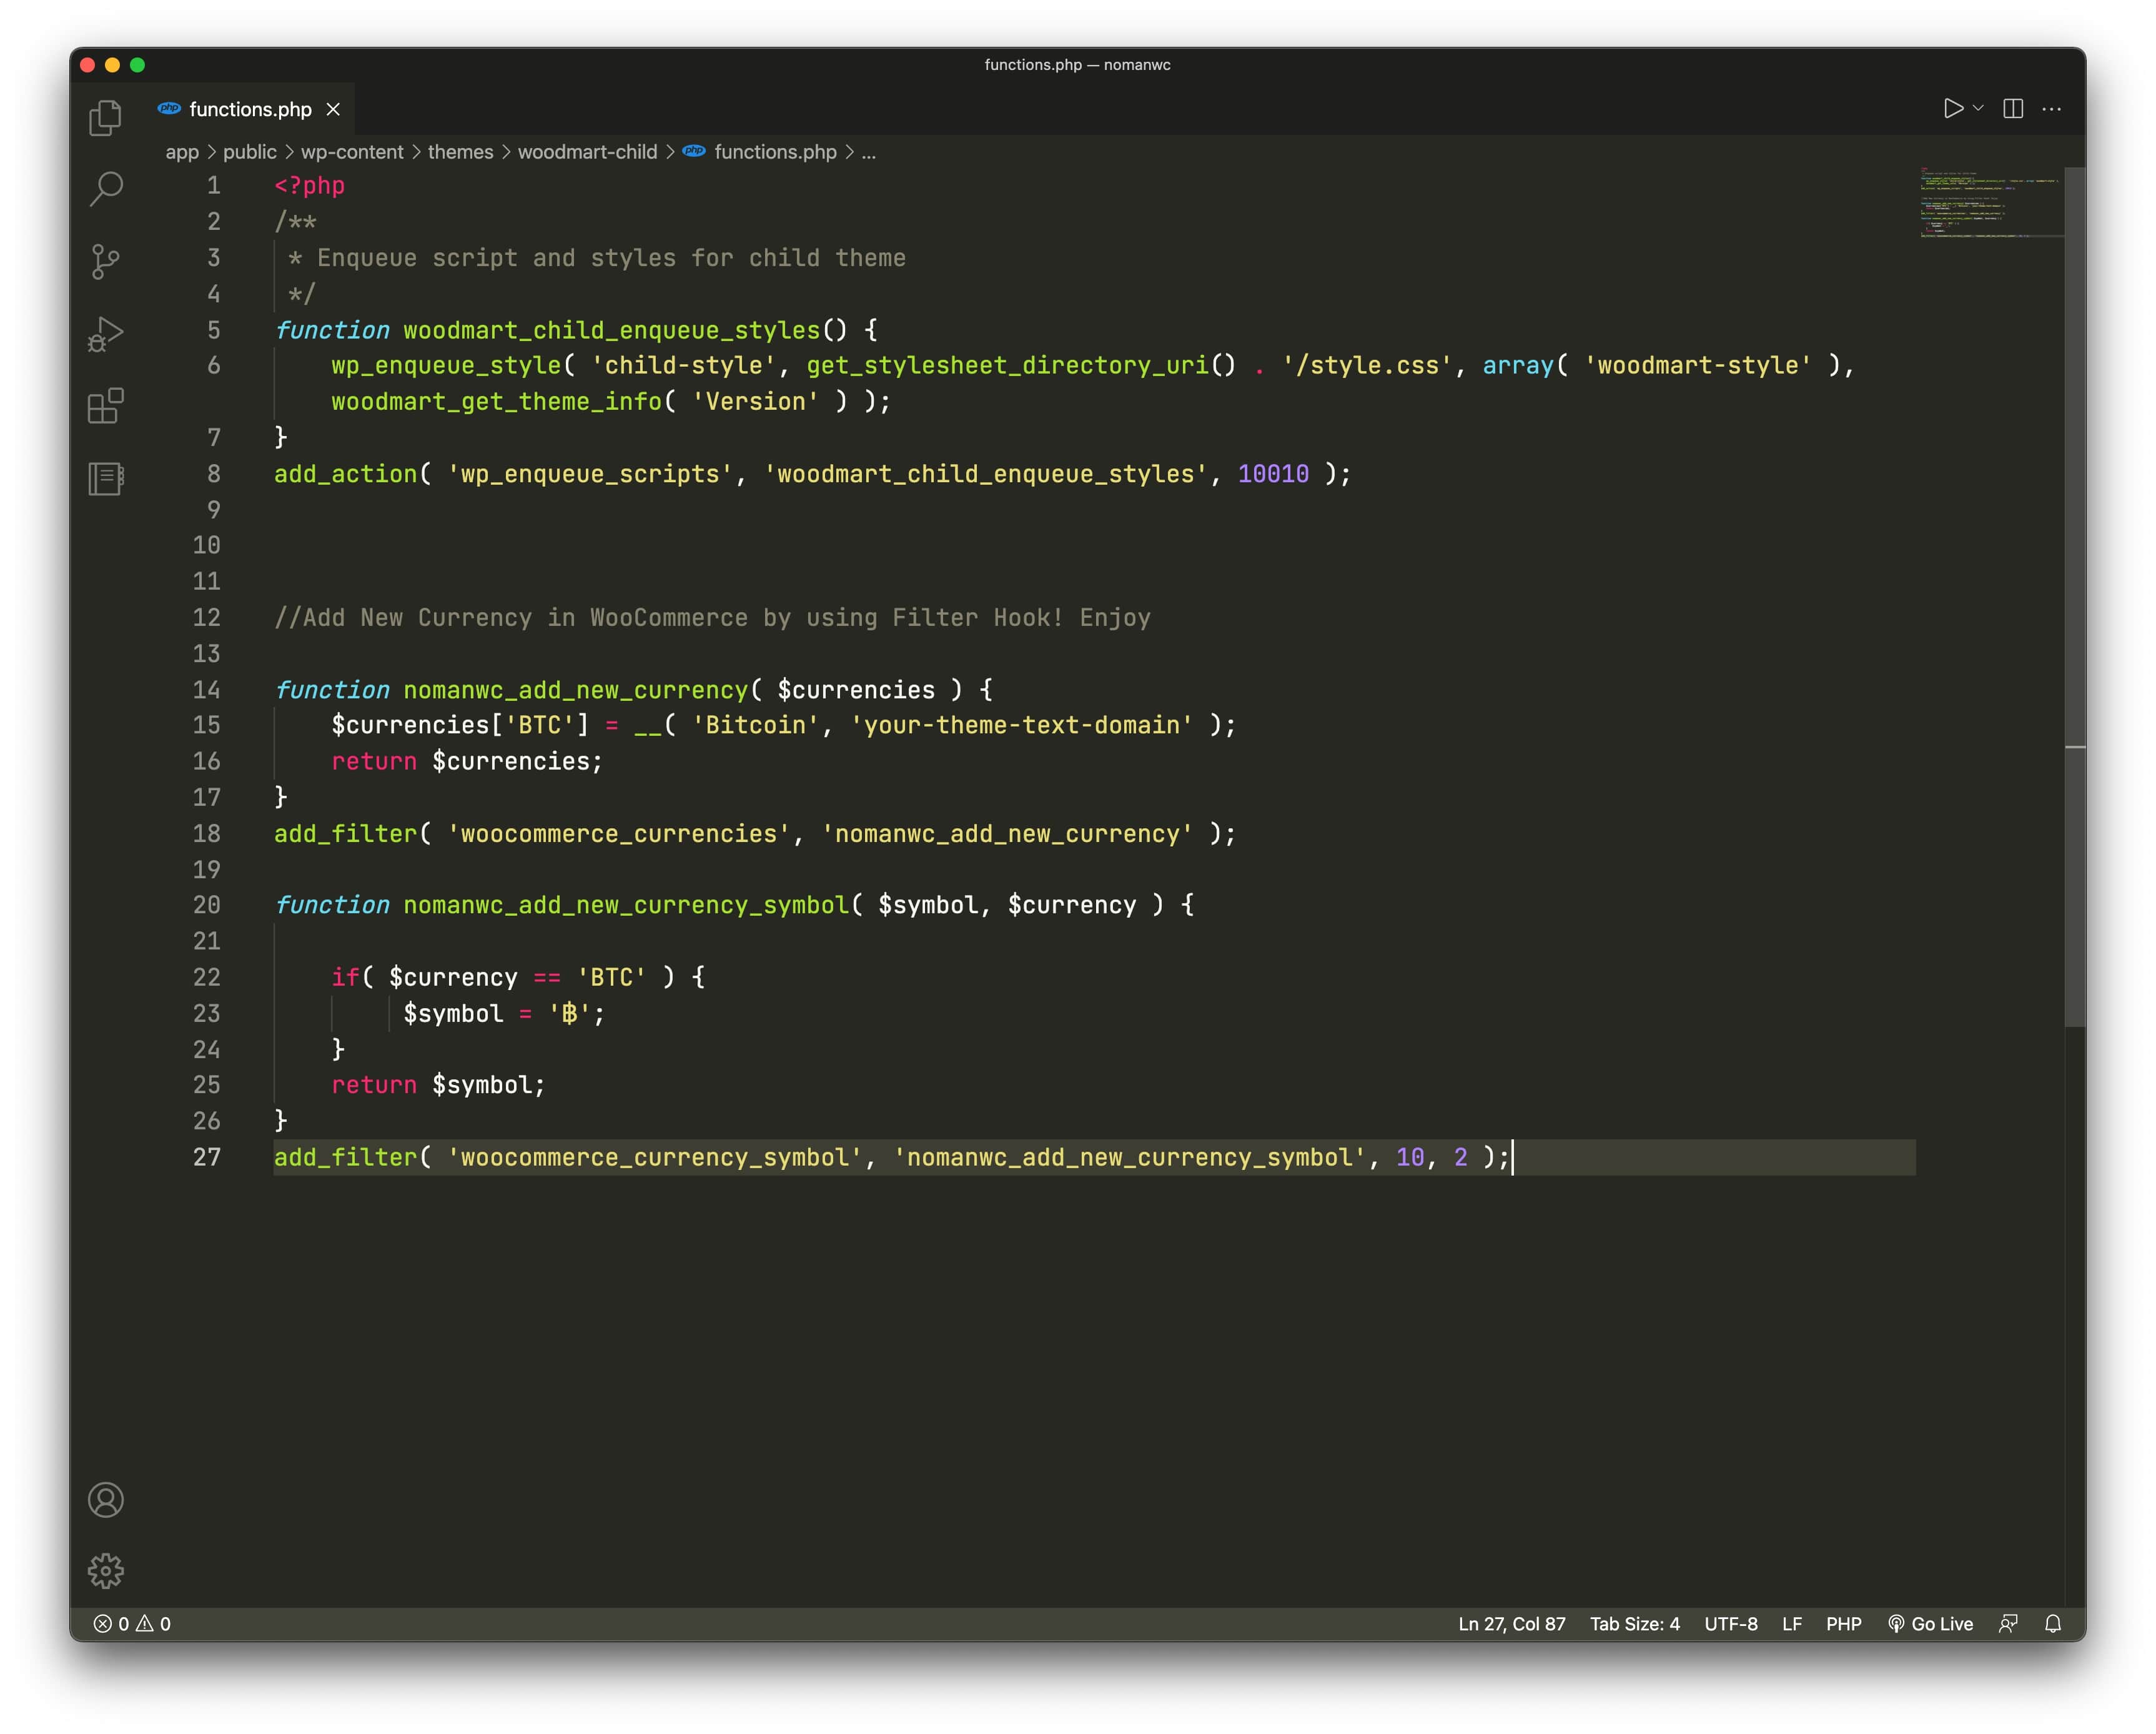 functions.php — nomanwc
functions.php
app > public > wp-content > themes > woodmart-child > functions.php > ...
1 <?php
2 /**
3  * Enqueue script and styles for child theme
4  */
5 function woodmart_child_enqueue_styles() {
6     wp_enqueue_style( 'child-style', get_stylesheet_directory_uri() . '/style.css', array( 'woodmart-style' ),
    woodmart_get_theme_info( 'Version' ) );
7 }
8 add_action( 'wp_enqueue_scripts', 'woodmart_child_enqueue_styles', 10010 );
9
10
11
12 //Add New Currency in WooCommerce by using Filter Hook! Enjoy
13
14 function nomanwc_add_new_currency( $currencies ) {
15     $currencies['BTC'] = __( 'Bitcoin', 'your-theme-text-domain' );
16     return $currencies;
17 }
18 add_filter( 'woocommerce_currencies', 'nomanwc_add_new_currency' );
19
20 function nomanwc_add_new_currency_symbol( $symbol, $currency ) {
21
22     if( $currency == 'BTC' ) {
23         $symbol = '฿';
24     }
25     return $symbol;
26 }
27 add_filter( 'woocommerce_currency_symbol', 'nomanwc_add_new_currency_symbol', 10, 2 );
0 0 Ln 27, Col 87 Tab Size: 4 UTF-8 LF PHP Go Live